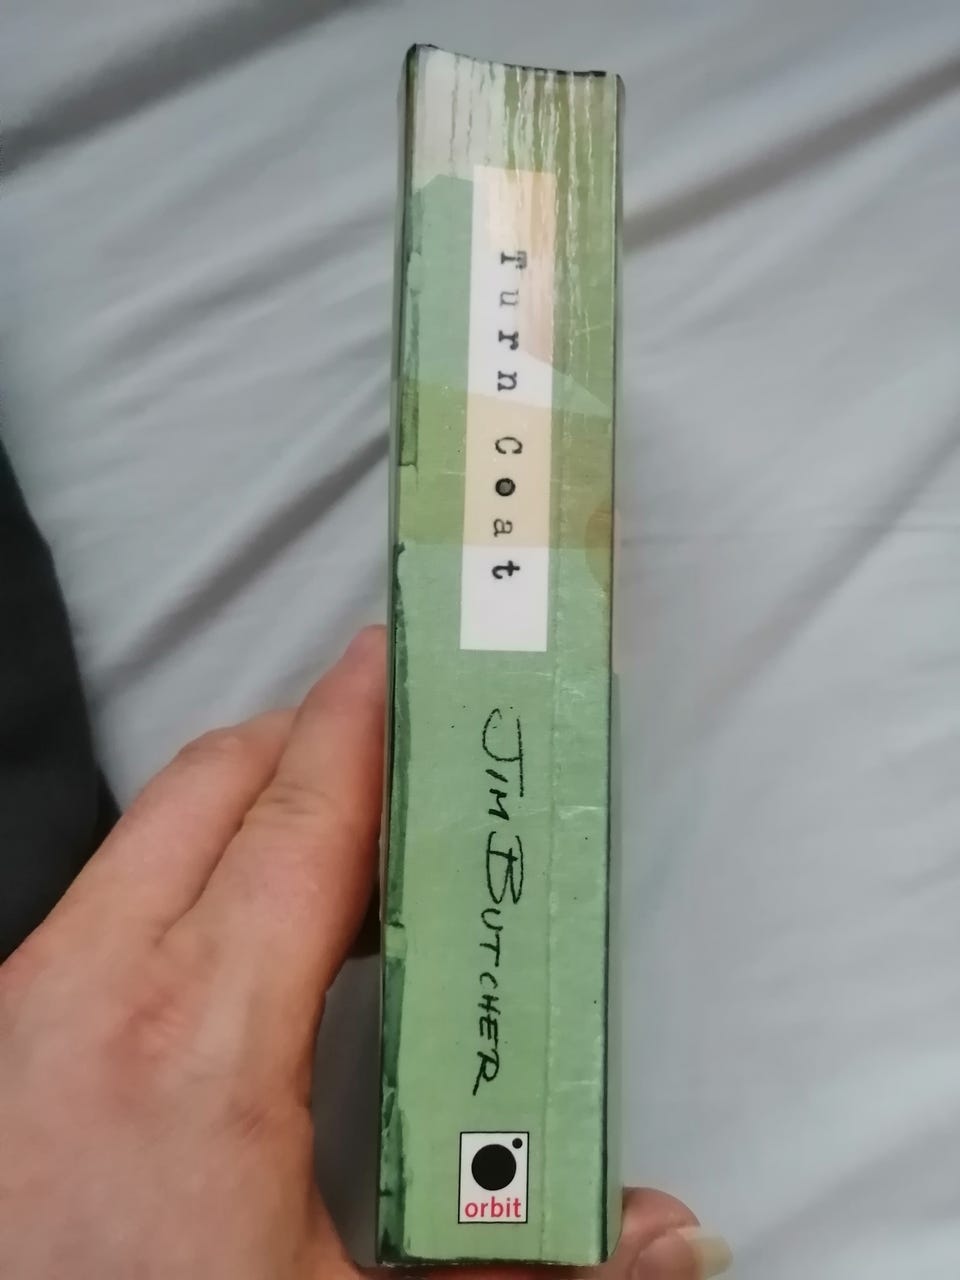 Turn Coat
JIM BUTCHER
orbit